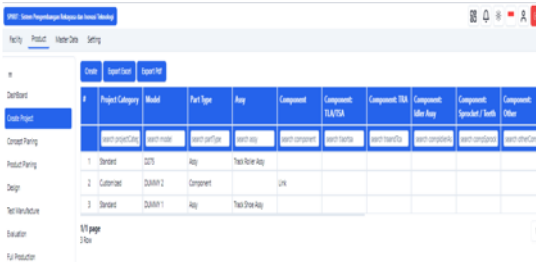 SPIRIT: Sistem Pengembangan Rekayasa dan Inovasi Teknologi
Facility Product Master Data Setting
Dashboard
Create Project
Concept Planing
Product Planing
Design
Test Manufacture
Evaluation
Full Production
Create Export Excel Export Pdf
# Project Category Model Part Type Assy Component Component: TLA/TSA Component: TRA Component: Idler Assy Component: Sprocket / Teeth Component: Other
search projectCateg search model search partType search assy search component
1 Standard D275 Assy Track Roller Assy
2 Customized DUMMY 2 Component Link
3 Standard DUMMY 1 Assy Track Shoe Assy
1/1 page
3 Row